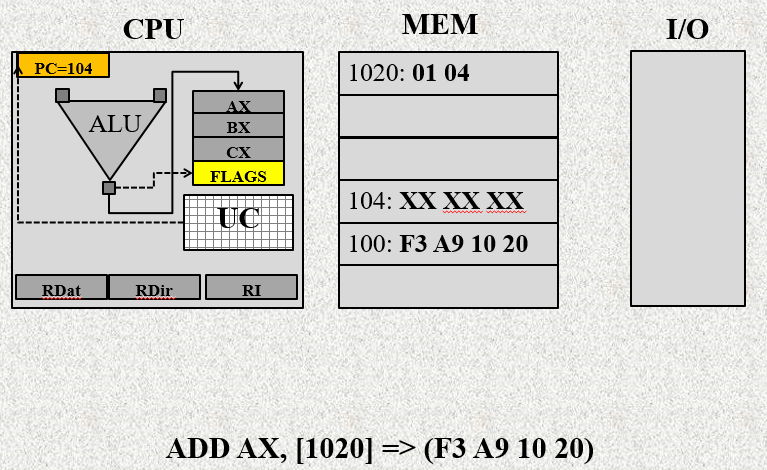 CPU
MEM
I/O
PC=104
ALU
AX
BX
CX
FLAGS
UC
RDat
RDir
RI
1020: 01 04
104: XX XX XX
100: F3 A9 10 20
ADD AX, [1020] => (F3 A9 10 20)